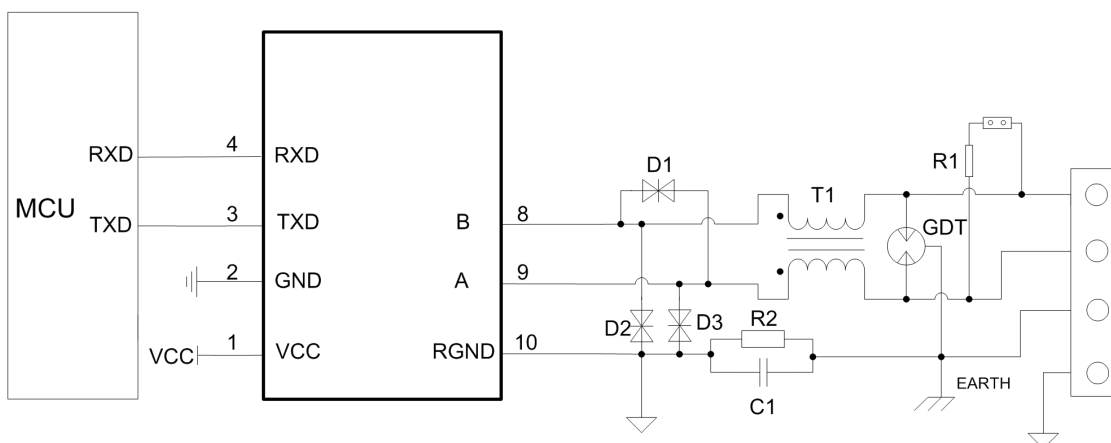 MCU
RXD
TXD
4
3
2
1
VCC
RXD
TXD
GND
VCC
B
A
RGND
8
9
10
D1
D2
D3
T1
R2
C1
GDT
R1
EARTH